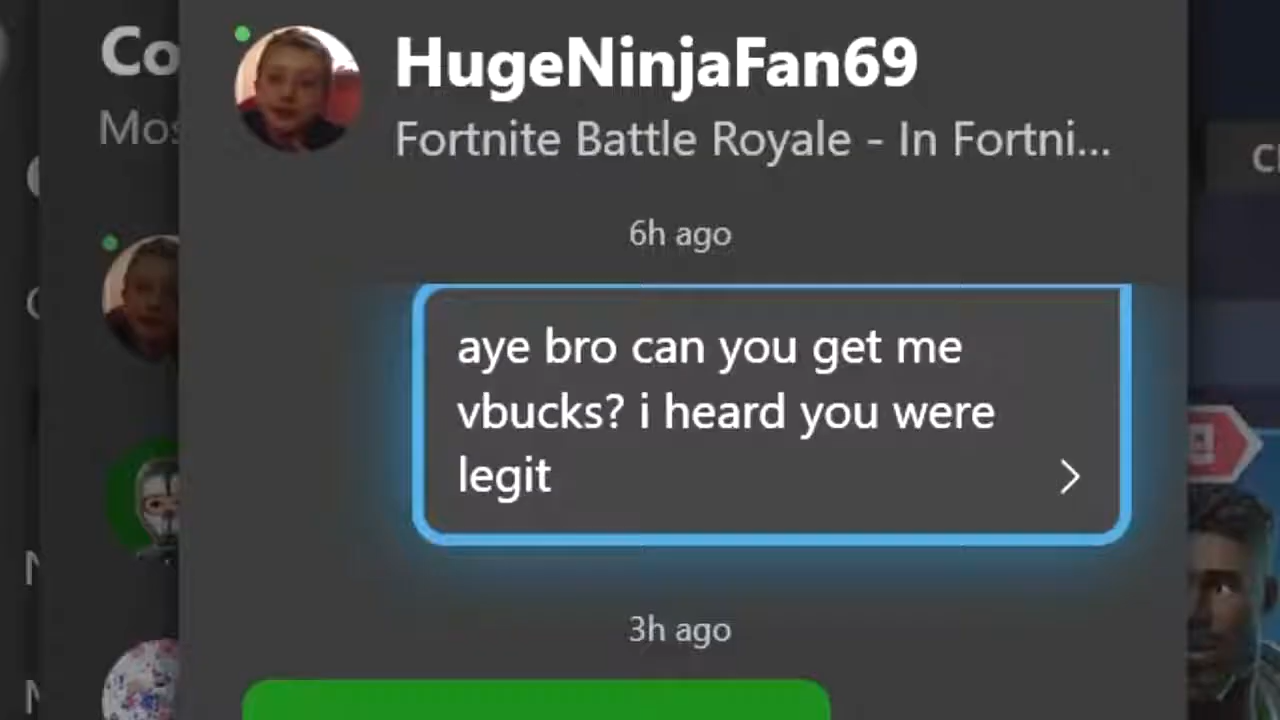 Co
Mos
HugeNinjaFan69
Fortnite Battle Royale - In Fortni...
6h ago
aye bro can you get me
vbucks? i heard you were
legit
3h ago